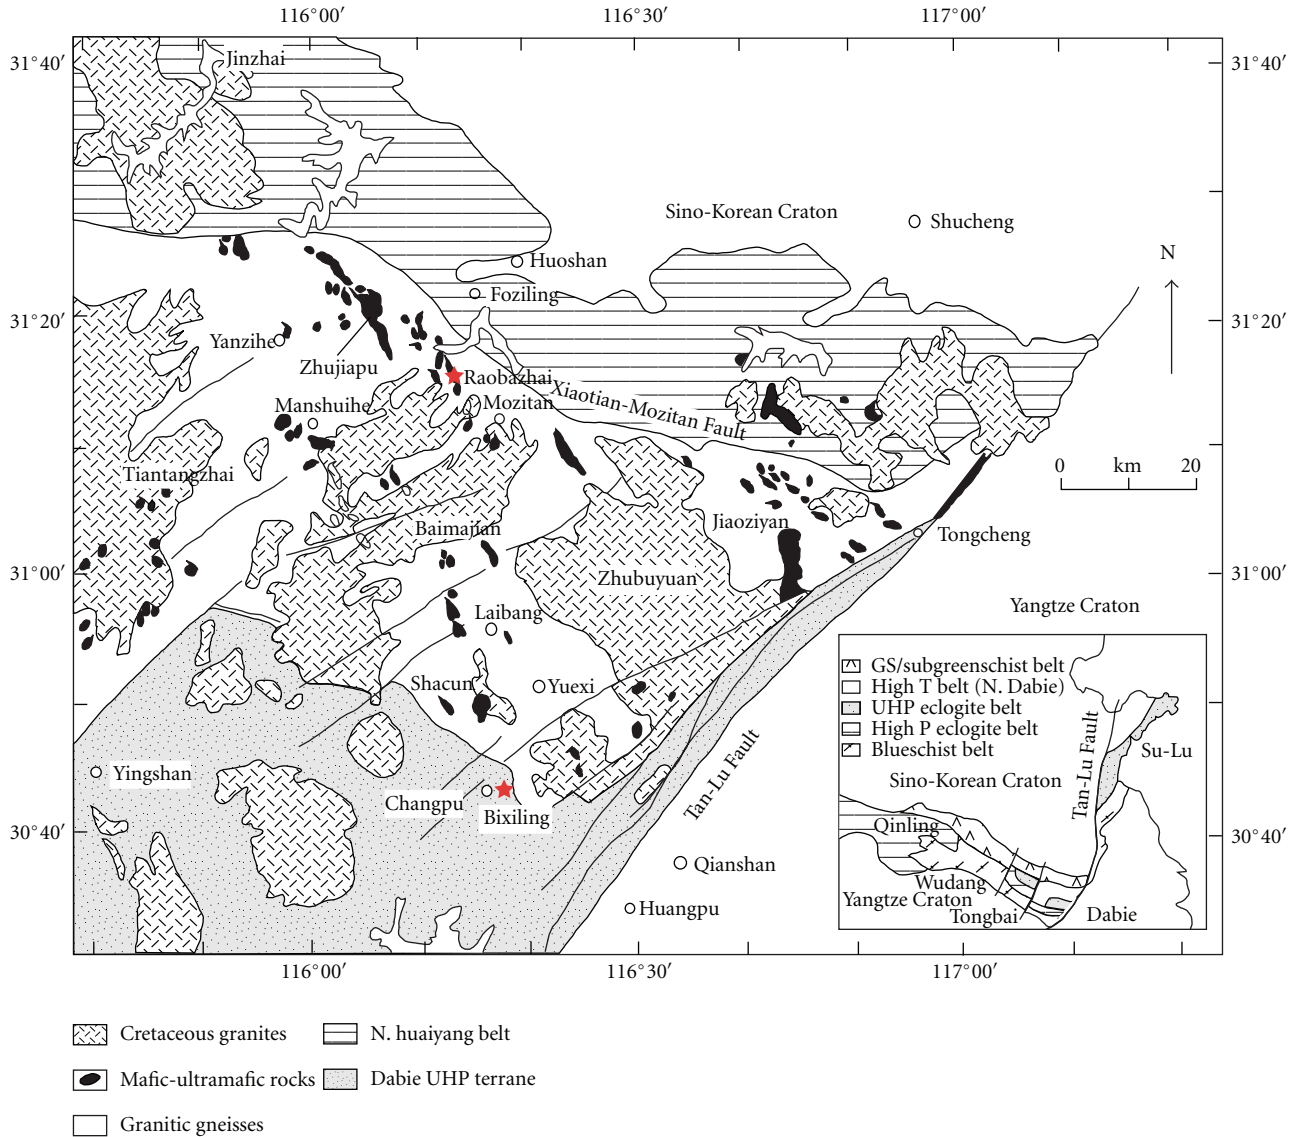 116°00′ 116°30′ 117°00′
31°40′ 31°40′
Jinzhai
Sino-Korean Craton
Shucheng
N
Huoshan
Foziling
31°20′ 31°20′
Yanzihe
Zhujiapu
Raobazhai
Xiaotian-Mozitan Fault
Manshuihe
Mozitan
0 km 20
Tiantangzhai
Baimajian
Jiaoziyan
Tongcheng
31°00′ 31°00′
Zhubuyuan
Yangtze Craton
Laibang
Shacun
Yuexi
Yingshan
Changpu
Bixiling
Tan-Lu Fault
30°40′ 30°40′
Qianshan
Huangpu
GS/subgreenschist belt
High T belt (N. Dabie)
UHP eclogite belt
High P eclogite belt
Blueschist belt
Tan-Lu Fault
Su-Lu
Sino-Korean Craton
Qinling
Wudang
Yangtze Craton
Tongbai
Dabie
116°00′ 116°30′ 117°00′
Cretaceous granites
N. huaiyang belt
Mafic-ultramafic rocks
Dabie UHP terrane
Granitic gneisses